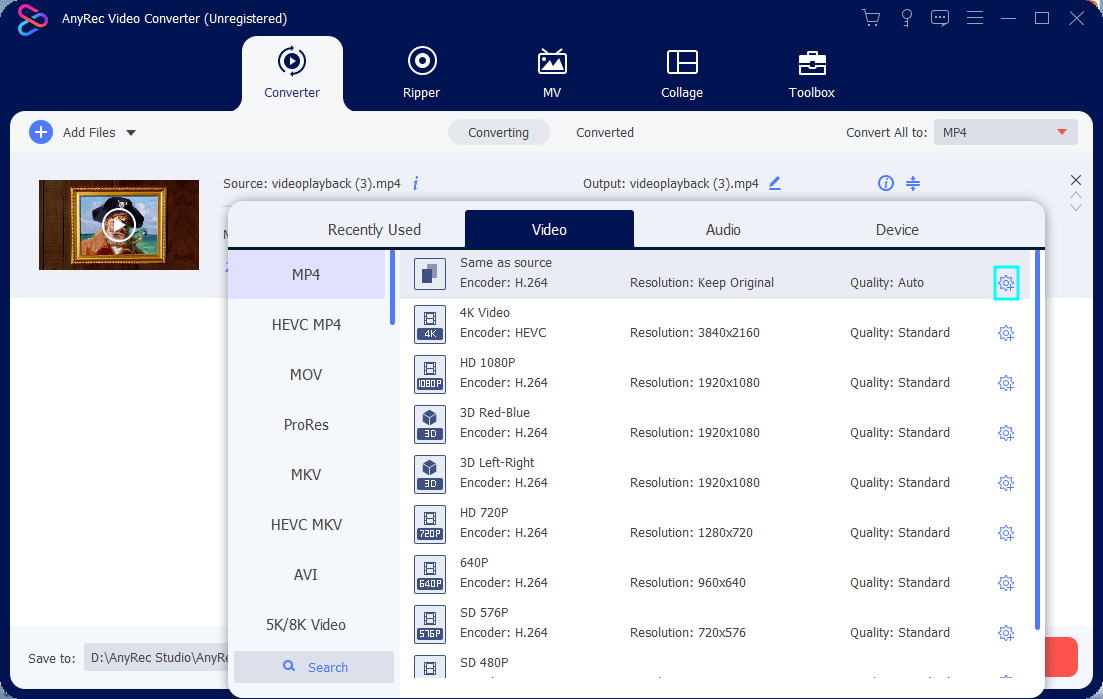 AnyRec Video Converter (Unregistered)
Converter
Ripper
MV
Collage
Toolbox
Add Files
Converting
Converted
Convert All to:
MP4
Source: videoplayback (3).mp4
Output: videoplayback (3).mp4
Recently Used
Video
Audio
Device
MP4
HEVC MP4
MOV
ProRes
MKV
HEVC MKV
AVI
5K/8K Video
Search
Same as source
Encoder: H.264 Resolution: Keep Original Quality: Auto
4K
4K Video
Encoder: HEVC Resolution: 3840x2160 Quality: Standard
1080P
HD 1080P
Encoder: H.264 Resolution: 1920x1080 Quality: Standard
3D
3D Red-Blue
Encoder: H.264 Resolution: 1920x1080 Quality: Standard
3D
3D Left-Right
Encoder: H.264 Resolution: 1920x1080 Quality: Standard
720P
HD 720P
Encoder: H.264 Resolution: 1280x720 Quality: Standard
640P
640P
Encoder: H.264 Resolution: 960x640 Quality: Standard
576P
SD 576P
Encoder: H.264 Resolution: 720x576 Quality: Standard
SD 480P
Save to:
D:\AnyRec Studio\AnyRe